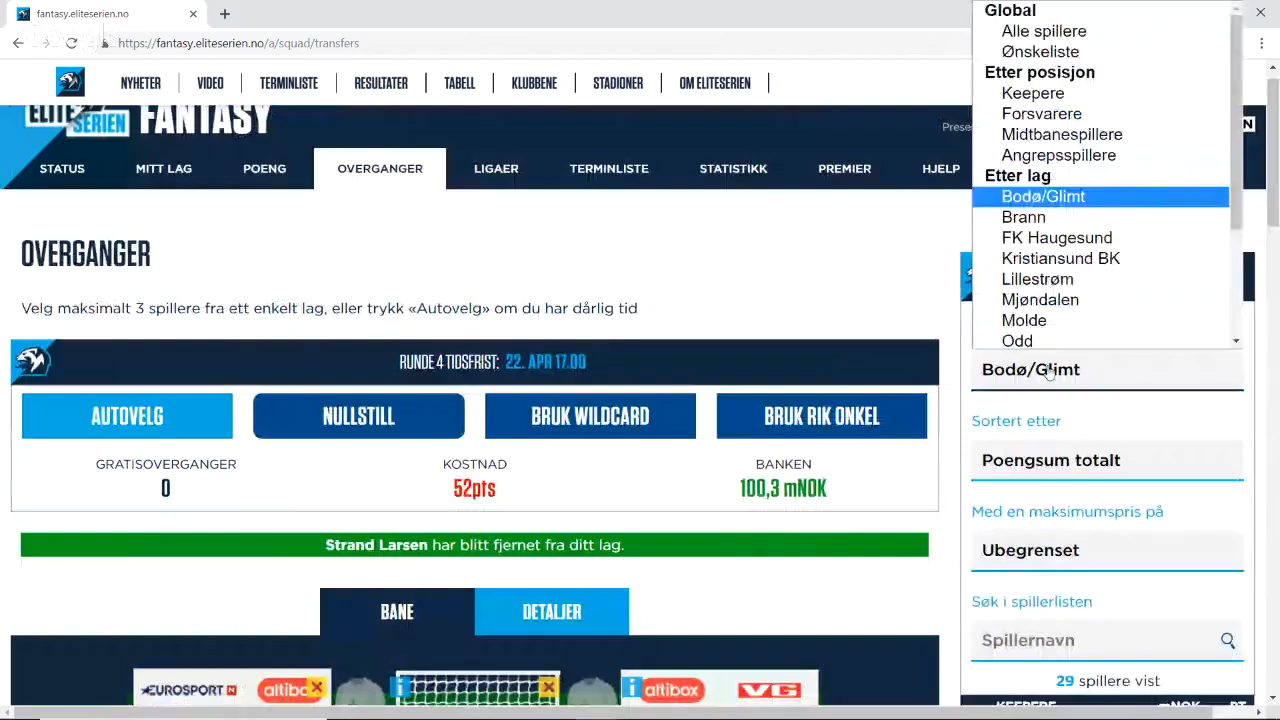 fantasy.eliteserien.no
https://fantasy.eliteserien.no/a/squad/transfers
NYHETER VIDEO TERMINLISTE RESULTATER TABELL KLUBBENE STADIONER OM ELITESERIEN
ELITE
SERIEN
FANTASY
Prese
N
STATUS MITT LAG POENG OVERGANGER LIGAER TERMINLISTE STATISTIKK PREMIER HJELP
OVERGANGER
Velg maksimalt 3 spillere fra ett enkelt lag, eller trykk «Autovelg» om du har dårlig tid
RUNDE 4 TIDSFRIST: 22. APR 17.00
AUTOVELG NULLSTILL BRUK WILDCARD BRUK RIK ONKEL
GRATISOVERGANGER KOSTNAD BANKEN
0 52pts 100,3 mNOK
Strand Larsen har blitt fjernet fra ditt lag.
BANE DETALJER
EUROSPORT N altibox altibox VG
Global
Alle spillere
Ønskeliste
Etter posisjon
Keepere
Forsvarere
Midtbanespillere
Angrepsspillere
Etter lag
Bodø/Glimt
Brann
FK Haugesund
Kristiansund BK
Lillestrøm
Mjøndalen
Molde
Odd
Bodø/Glimt
Sortert etter
Poengsum totalt
Med en maksimumspris på
Ubegrenset
Søk i spillerlisten
Spillernavn
29 spillere vist
KEEPERE mNOK PT